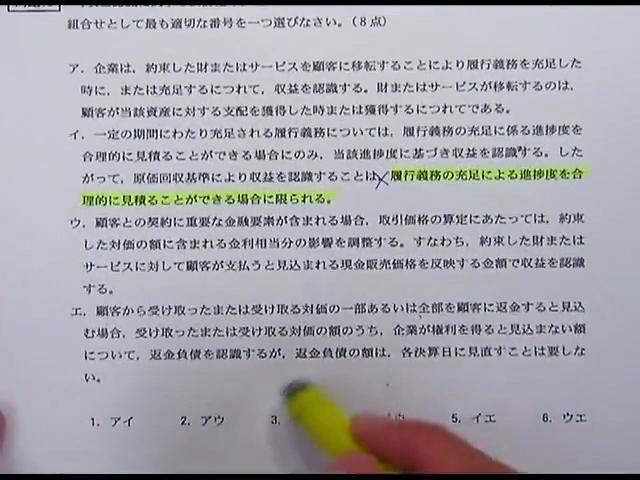 組合せとして最も適切な番号を一つ選びなさい。（8点）
ア．企業は，約束した財またはサービスを顧客に移転することにより履行義務を充足した
時に，または充足するにつれて，収益を認識する。財またはサービスが移転するのは，
顧客が当該資産に対する支配を獲得した時または獲得するにつれてである。
イ．一定の期間にわたり充足される履行義務については，履行義務の充足に係る進捗度を
合理的に見積ることができる場合にのみ，当該進捗度に基づき収益を認識する。した
がって，原価回収基準により収益を認識することは，履行義務の充足による進捗度を合
理的に見積ることができる場合に限られる。
ウ．顧客との契約に重要な金融要素が含まれる場合，取引価格の算定にあたっては，約束
した対価の額に含まれる金利相当分の影響を調整する。すなわち，約束した財または
サービスに対して顧客が支払うと見込まれる現金販売価格を反映する金額で収益を認識
する。
エ．顧客から受け取ったまたは受け取る対価の一部あるいは全部を顧客に返金すると見込
む場合，受け取ったまたは受け取る対価の額のうち，企業が権利を得ると見込まない額
について，返金負債を認識するが，返金負債の額は，各決算日に見直すことは要しな
い。
1．アイ 2．アウ 3． 5．イエ 6．ウエ